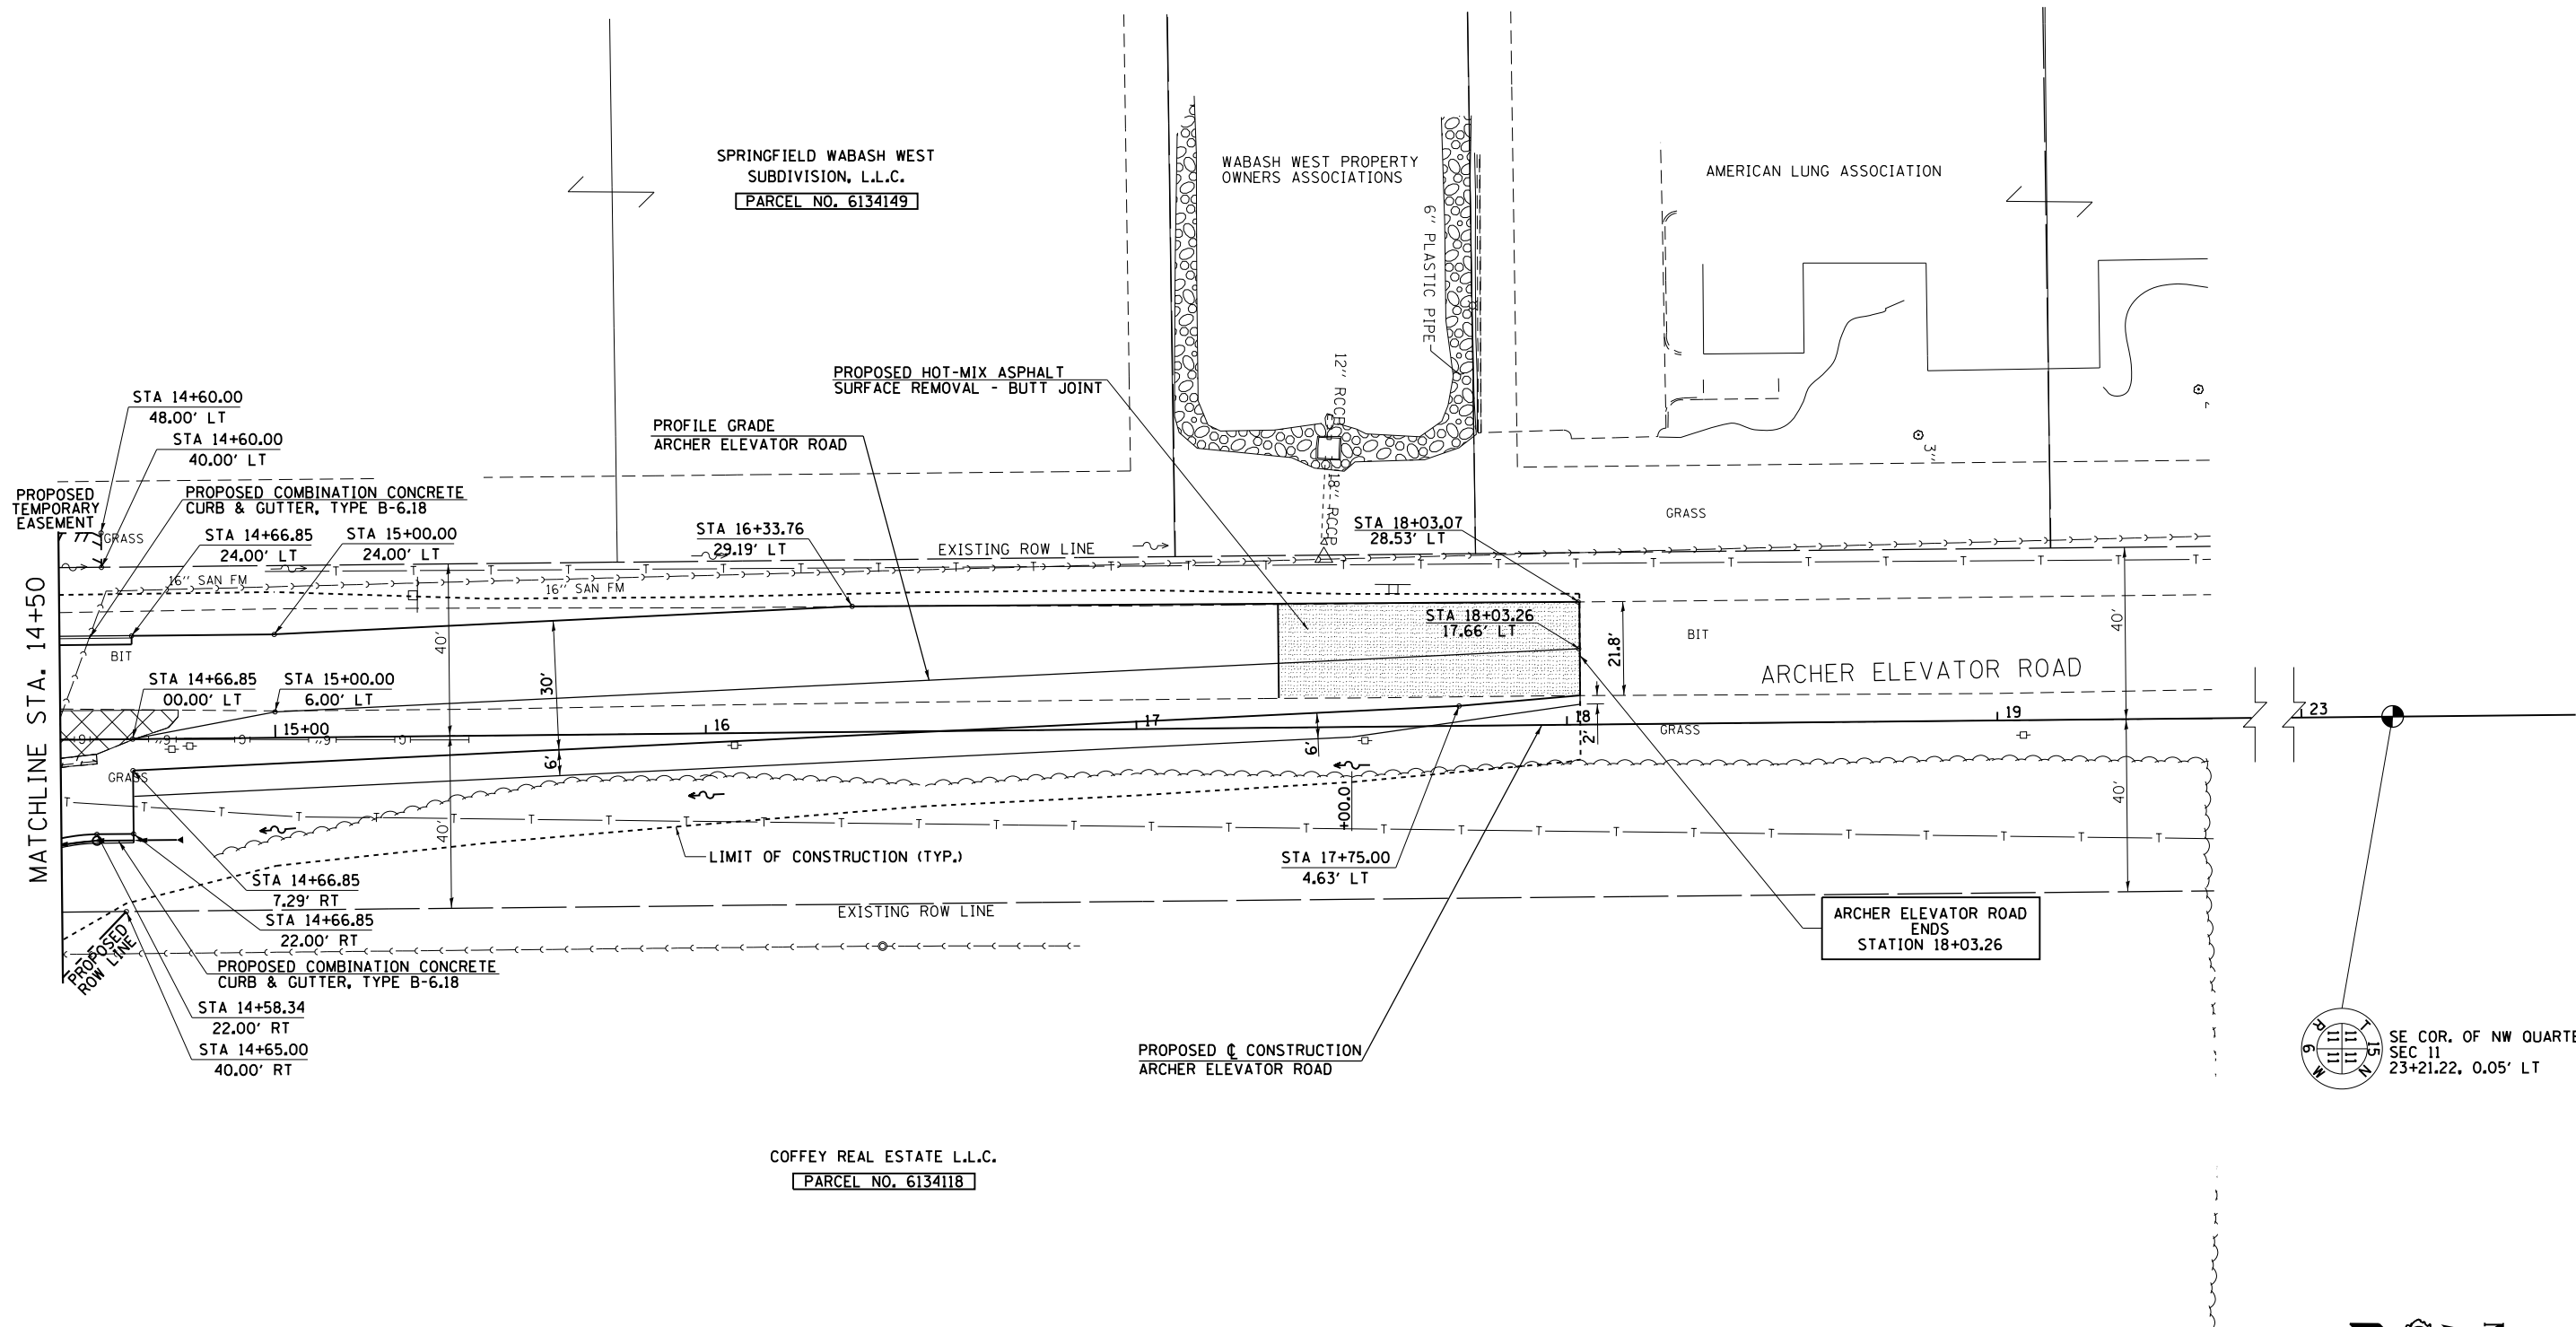 SPRINGFIELD WABASH WEST
SUBDIVISION, L.L.C.
PARCEL NO. 6134149
WABASH WEST PROPERTY
OWNERS ASSOCIATIONS
AMERICAN LUNG ASSOCIATION
6'' PLASTIC PIPE
12'' RCCP
PROPOSED HOT-MIX ASPHALT
SURFACE REMOVAL - BUTT JOINT
PROFILE GRADE
ARCHER ELEVATOR ROAD
STA 14+60.00
48.00' LT
STA 14+60.00
40.00' LT
3''
PROPOSED
TEMPORARY
EASEMENT
PROPOSED COMBINATION CONCRETE
CURB & GUTTER, TYPE B-6.18
GRASS
STA 14+66.85
24.00' LT
STA 15+00.00
24.00' LT
STA 16+33.76
29.19' LT
EXISTING ROW LINE
8'' RCCP
STA 18+03.07
28.53' LT
GRASS
16'' SAN FM
16'' SAN FM
MATCHLINE STA. 14+50
BIT
40'
30'
STA 18+03.26
17.66' LT
21.8'
BIT
40'
ARCHER ELEVATOR ROAD
STA 14+66.85
00.00' LT
STA 15+00.00
6.00' LT
15+00
16
17
18
19
23
GRASS
GRASS
6'
6'
2'
40'
+00.0
40'
LIMIT OF CONSTRUCTION (TYP.)
STA 17+75.00
4.63' LT
STA 14+66.85
7.29' RT
STA 14+66.85
22.00' RT
EXISTING ROW LINE
ARCHER ELEVATOR ROAD
ENDS
STATION 18+03.26
PROPOSED
ROW LINE
PROPOSED COMBINATION CONCRETE
CURB & GUTTER, TYPE B-6.18
STA 14+58.34
22.00' RT
STA 14+65.00
40.00' RT
PROPOSED ℄ CONSTRUCTION
ARCHER ELEVATOR ROAD
T 15 N
R 6 W
11 11
11 11
SE COR. OF NW QUARTE
SEC 11
23+21.22, 0.05' LT
COFFEY REAL ESTATE L.L.C.
PARCEL NO. 6134118